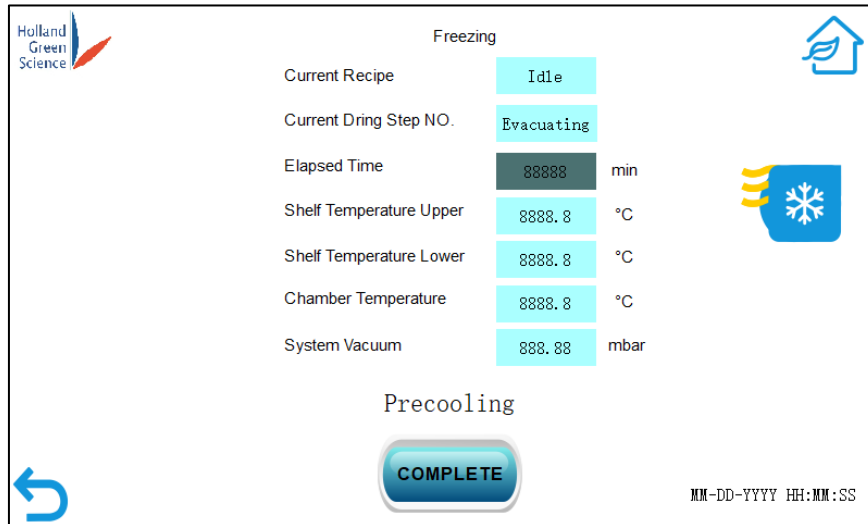 Holland
Green
Science
Freezing
Current Recipe Idle
Current Dring Step NO. Evacuating
Elapsed Time 88888 min
Shelf Temperature Upper 8888.8 °C
Shelf Temperature Lower 8888.8 °C
Chamber Temperature 8888.8 °C
System Vacuum 888.88 mbar
Precooling
COMPLETE
MM-DD-YYYY HH:MM:SS